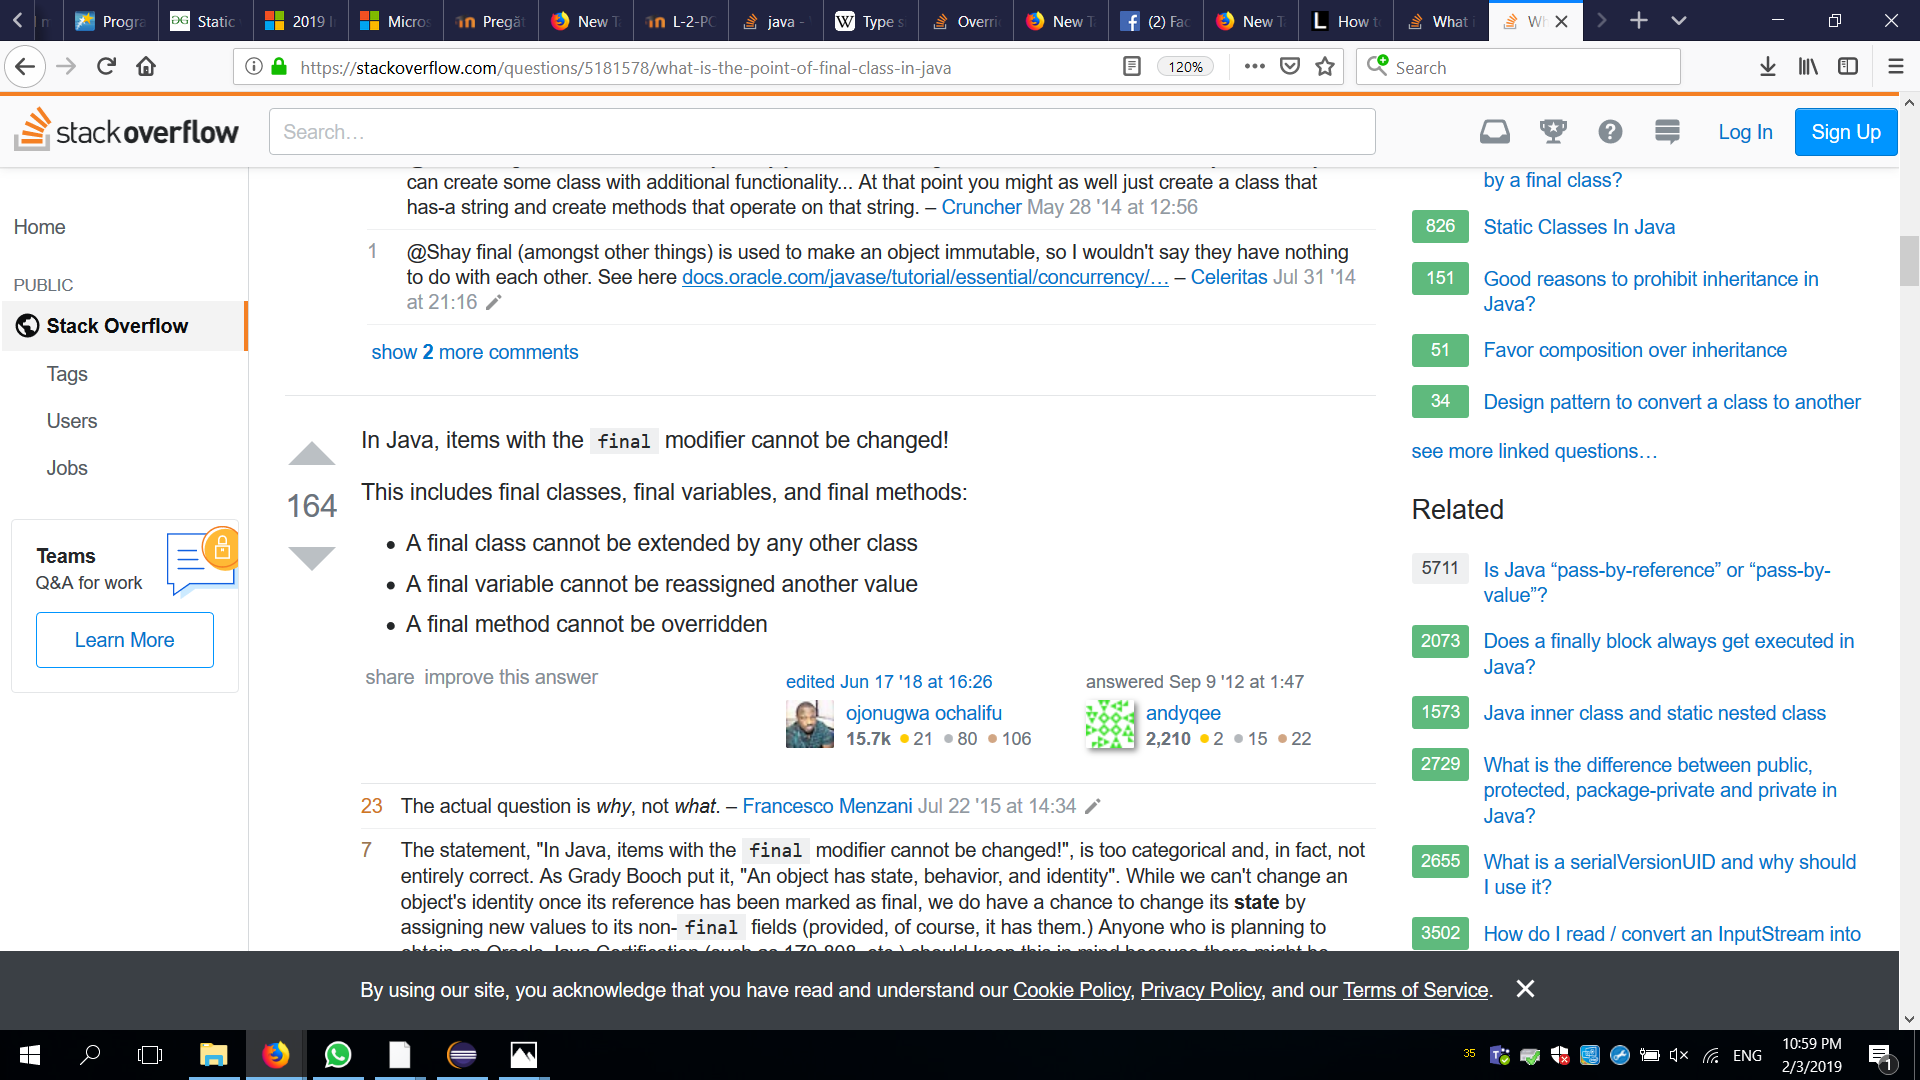 Progra
Static
2019 I
Micros
Pregăt
New Ta
L-2-PO
java -
Type s
Overri
New Ta
(2) Fac
New Ta
How to
What i
Wh
https://stackoverflow.com/questions/5181578/what-is-the-point-of-final-class-in-java
120%
Search
stackoverflow
Search...
Log In
Sign Up
Home
PUBLIC
Stack Overflow
Tags
Users
Jobs
Teams
Q&A for work
Learn More
can create some class with additional functionality... At that point you might as well just create a class that
has-a string and create methods that operate on that string. – Cruncher May 28 '14 at 12:56
1 @Shay final (amongst other things) is used to make an object immutable, so I wouldn't say they have nothing
to do with each other. See here docs.oracle.com/javase/tutorial/essential/concurrency/… – Celeritas Jul 31 '14
at 21:16
show 2 more comments
164
In Java, items with the final modifier cannot be changed!
This includes final classes, final variables, and final methods:
• A final class cannot be extended by any other class
• A final variable cannot be reassigned another value
• A final method cannot be overridden
share improve this answer
edited Jun 17 '18 at 16:26
ojonugwa ochalifu
15.7k 21 80 106
answered Sep 9 '12 at 1:47
andyqee
2,210 2 15 22
23 The actual question is why, not what. – Francesco Menzani Jul 22 '15 at 14:34
7 The statement, "In Java, items with the final modifier cannot be changed!", is too categorical and, in fact, not
entirely correct. As Grady Booch put it, "An object has state, behavior, and identity". While we can't change an
object's identity once its reference has been marked as final, we do have a chance to change its state by
assigning new values to its non- final fields (provided, of course, it has them.) Anyone who is planning to
by a final class?
826 Static Classes In Java
151 Good reasons to prohibit inheritance in
Java?
51 Favor composition over inheritance
34 Design pattern to convert a class to another
see more linked questions…
Related
5711 Is Java “pass-by-reference” or “pass-by-
value”?
2073 Does a finally block always get executed in
Java?
1573 Java inner class and static nested class
2729 What is the difference between public,
protected, package-private and private in
Java?
2655 What is a serialVersionUID and why should
I use it?
3502 How do I read / convert an InputStream into
By using our site, you acknowledge that you have read and understand our Cookie Policy, Privacy Policy, and our Terms of Service.
35
ENG
10:59 PM
2/3/2019
1